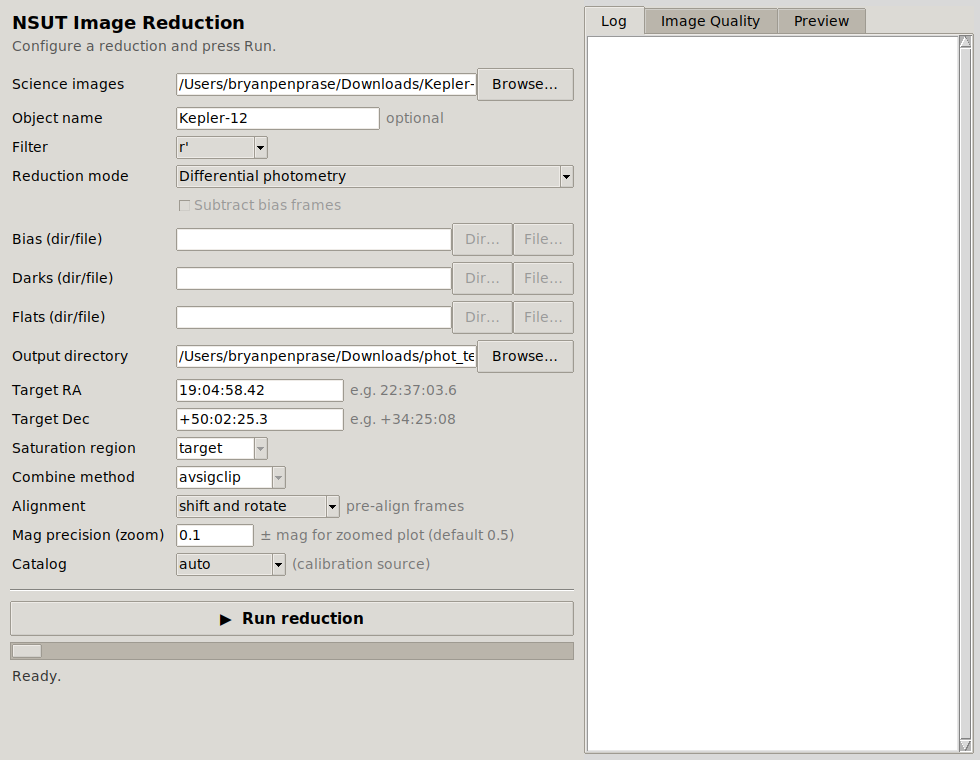 NSUT Image Reduction
Configure a reduction and press Run.
Science images /Users/bryanpenprase/Downloads/Kepler- Browse...
Object name Kepler-12 optional
Filter r'
Reduction mode Differential photometry
Subtract bias frames
Bias (dir/file) Dir... File...
Darks (dir/file) Dir... File...
Flats (dir/file) Dir... File...
Output directory /Users/bryanpenprase/Downloads/phot_te Browse...
Target RA 19:04:58.42 e.g. 22:37:03.6
Target Dec +50:02:25.3 e.g. +34:25:08
Saturation region target
Combine method avsigclip
Alignment shift and rotate pre-align frames
Mag precision (zoom) 0.1 ± mag for zoomed plot (default 0.5)
Catalog auto (calibration source)
▶ Run reduction
Ready.
Log Image Quality Preview